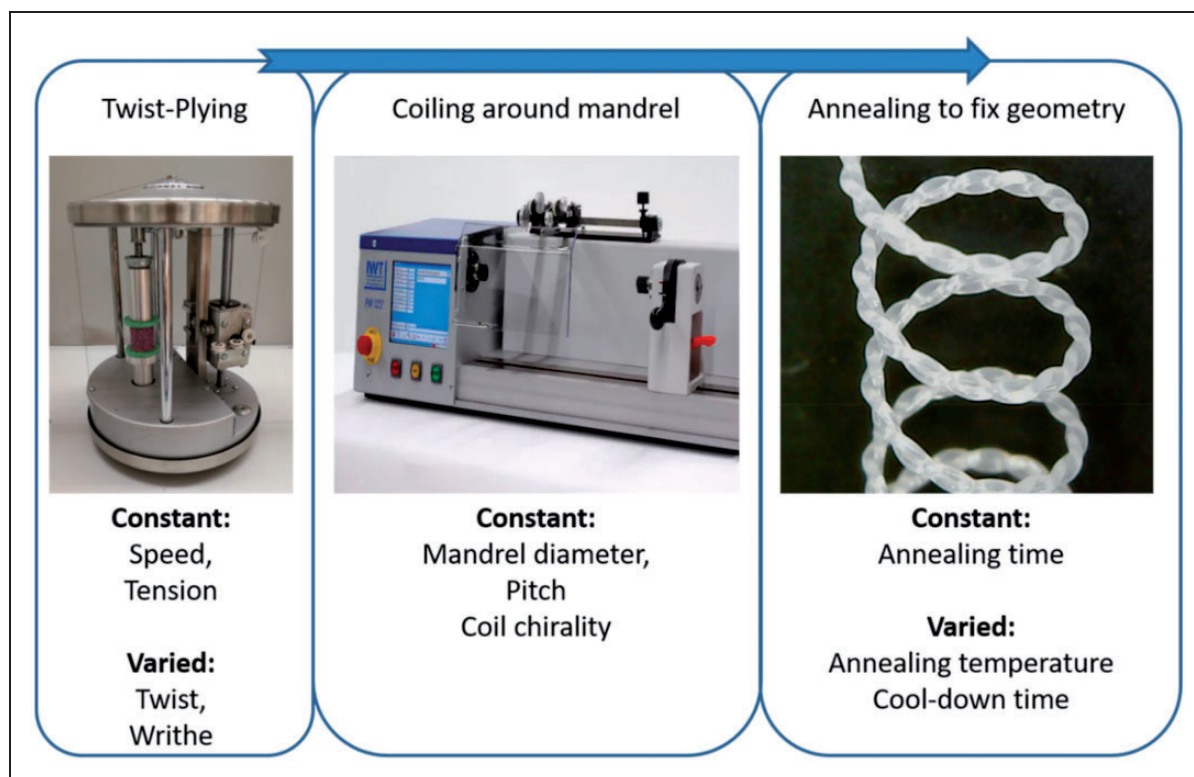 Twist-Plying
Constant:
Speed,
Tension
Varied:
Twist,
Writhe
Coiling around mandrel
IWT
Constant:
Mandrel diameter,
Pitch
Coil chirality
Annealing to fix geometry
Constant:
Annealing time
Varied:
Annealing temperature
Cool-down time